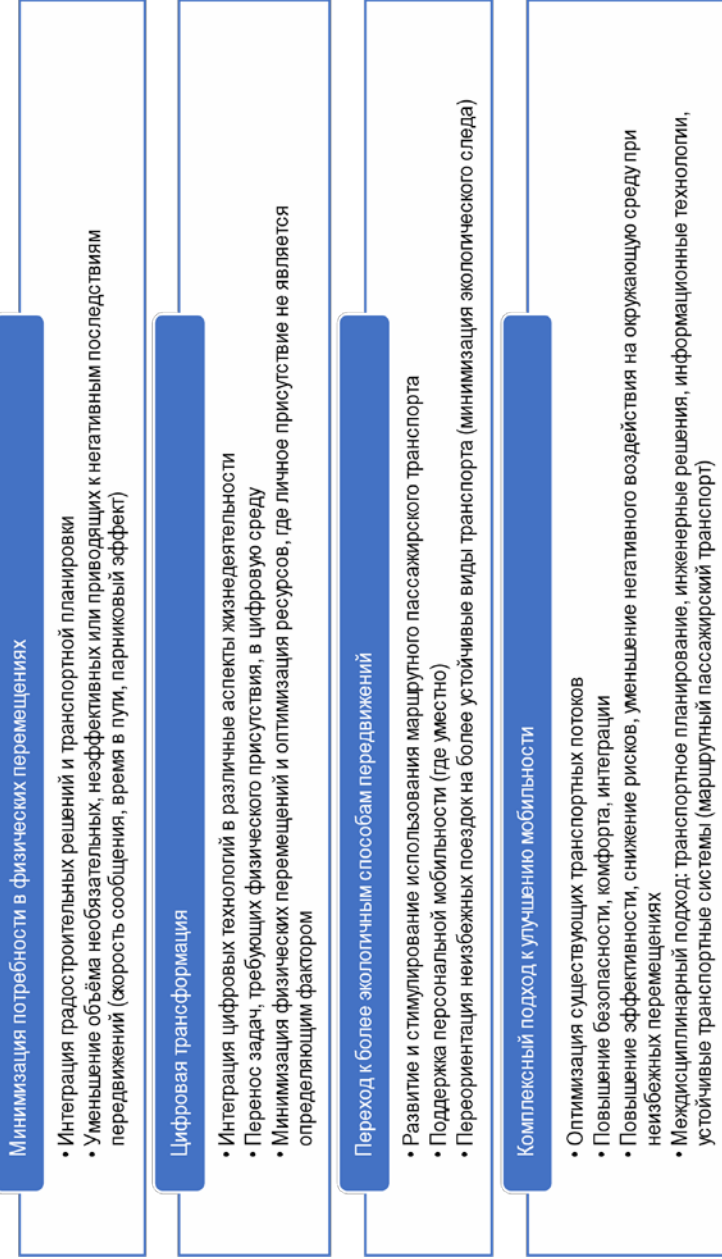 Минимизация потребности в физических перемещениях
• Интеграция градостроительных решений и транспортной планировки
• Уменьшение объёма необязательных, неэффективных или приводящих к негативным последствиям
передвижений (скорость сообщения, время в пути, парниковый эффект)
Цифровая трансформация
• Интеграция цифровых технологий в различные аспекты жизнедеятельности
• Перенос задач, требующих физического присутствия, в цифровую среду
• Минимизация физических перемещений и оптимизация ресурсов, где личное присутствие не является
определяющим фактором
Переход к более экологичным способам передвижений
• Развитие и стимулирование использования маршрутного пассажирского транспорта
• Поддержка персональной мобильности (где уместно)
• Переориентация неизбежных поездок на более устойчивые виды транспорта (минимизация экологического следа)
Комплексный подход к улучшению мобильности
• Оптимизация существующих транспортных потоков
• Повышение безопасности, комфорта, интеграции
• Повышение эффективности, снижение рисков, уменьшение негативного воздействия на окружающую среду при
неизбежных перемещениях
• Междисциплинарный подход: транспортное планирование, инженерные решения, информационные технологии,
устойчивые транспортные системы (маршрутный пассажирский транспорт)